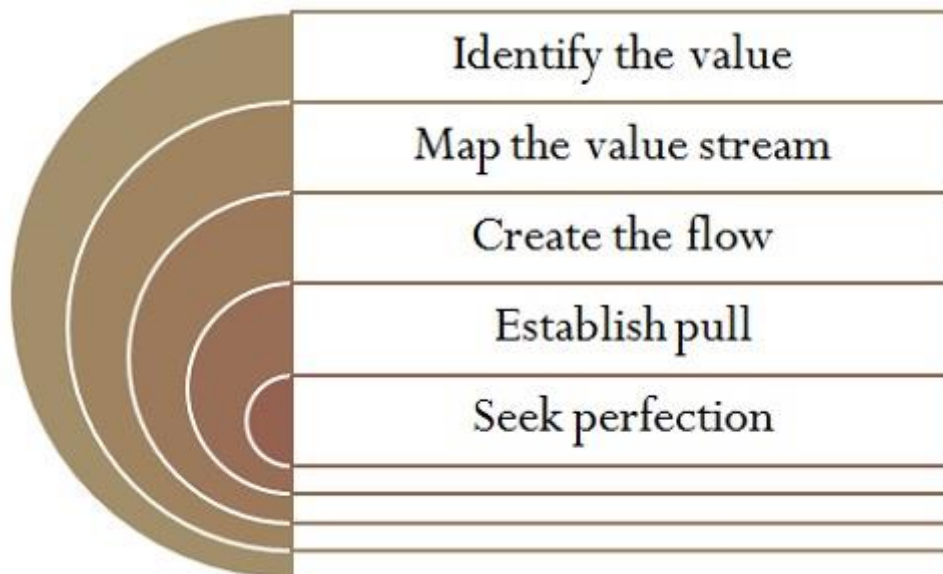 Identify the value
Map the value stream
Create the flow
Establish pull
Seek perfection